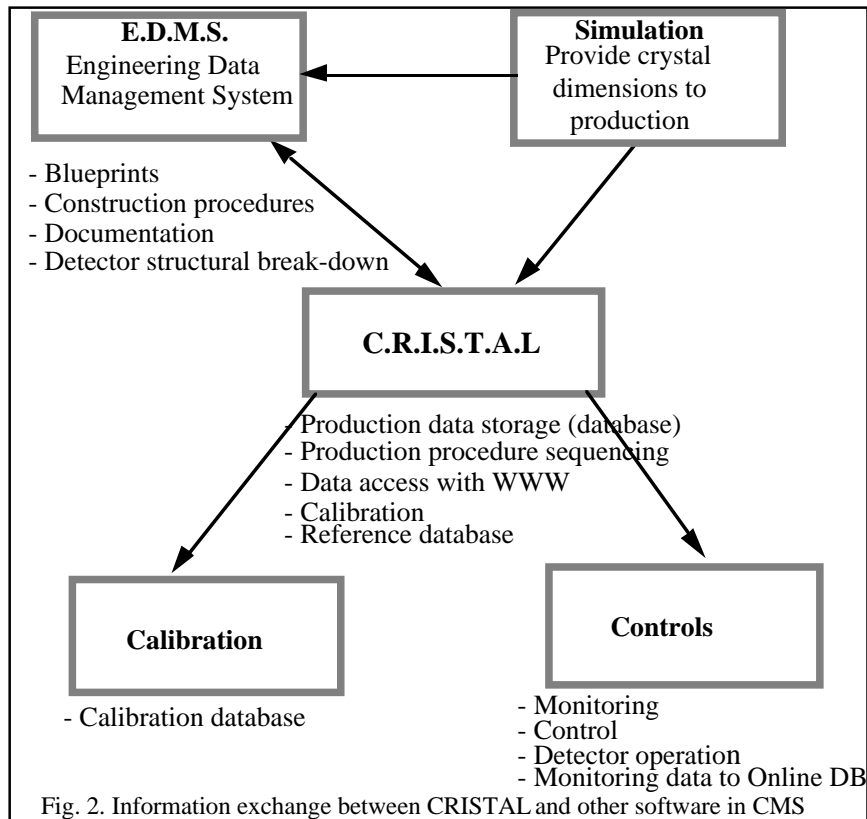 E.D.M.S.
Engineering Data
Management System
Simulation
Provide crystal
dimensions to
production
- Blueprints
- Construction procedures
- Documentation
- Detector structural break-down
C.R.I.S.T.A.L
- Production data storage (database)
- Production procedure sequencing
- Data access with WWW
- Calibration
- Reference database
Calibration
- Calibration database
Controls
- Monitoring
- Control
- Detector operation
- Monitoring data to Online DB
Fig. 2. Information exchange between CRISTAL and other software in CMS